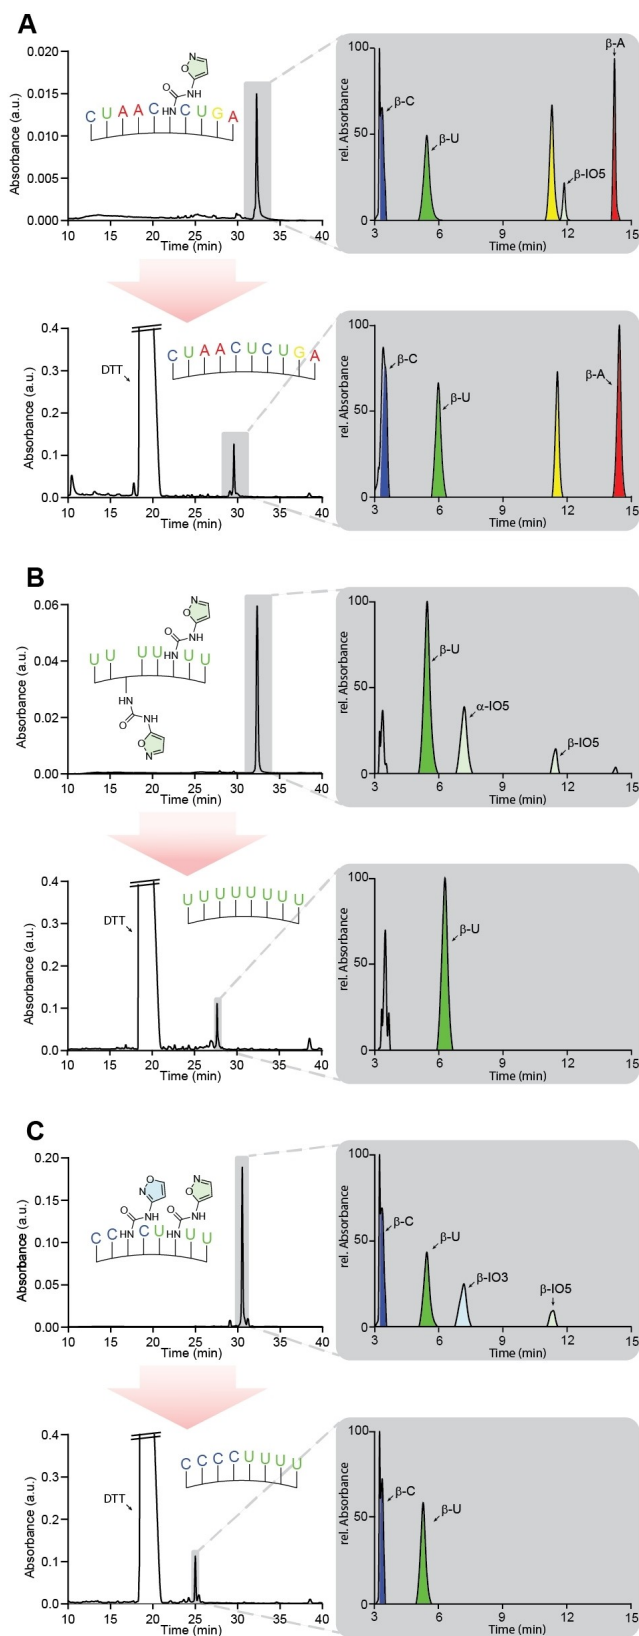 A
Absorbance (a.u.)
0.020
0.015
0.010
0.005
0.000
10 15 20 25 30 35 40
Time (min)
C U A A C HN C U G A
O NH
O N
rel. Absorbance
100
50
0
3 6 9 12 15
Time (min)
β-C
β-U
β-IO5
β-A
Absorbance (a.u.)
0.4
0.3
0.2
0.1
0.0
10 15 20 25 30 35 40
Time (min)
DTT
C U A A C U C U G A
rel. Absorbance
100
50
0
3 6 9 12 15
Time (min)
β-C
β-U
β-A
B
Absorbance (a.u.)
0.06
0.04
0.02
0.00
10 15 20 25 30 35 40
Time (min)
N
O
O NH
U U U U HN U U
HN
O NH
O
N
rel. Absorbance
100
50
0
3 6 9 12 15
Time (min)
β-U
α-IO5
β-IO5
Absorbance (a.u.)
0.4
0.3
0.2
0.1
0.0
10 15 20 25 30 35 40
Time (min)
DTT
U U U U U U U U
rel. Absorbance
100
50
0
3 6 9 12 15
Time (min)
β-U
C
Absorbance (a.u.)
0.20
0.15
0.10
0.05
0.00
10 15 20 25 30 35 40
Time (min)
O N
N O
O NH O NH
C C HN C U HN U U
rel. Absorbance
100
50
0
3 6 9 12 15
Time (min)
β-C
β-U
β-IO3
β-IO5
Absorbance (a.u.)
0.4
0.3
0.2
0.1
0.0
10 15 20 25 30 35 40
Time (min)
DTT
C C C C U U U U
rel. Absorbance
100
50
0
3 6 9 12 15
Time (min)
β-C
β-U